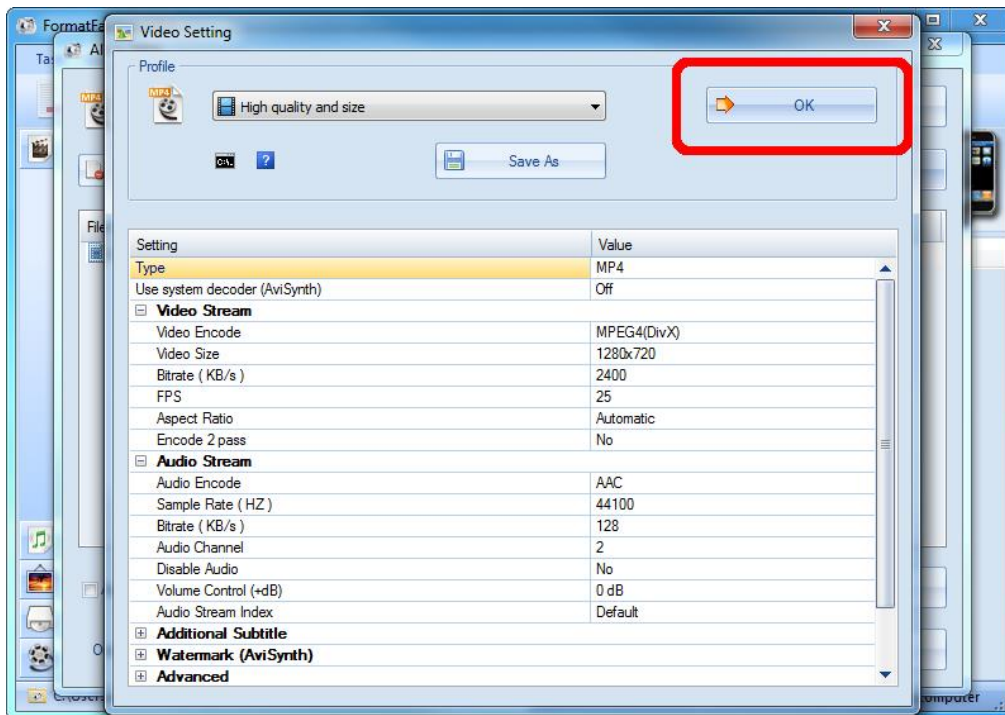 FormatFa
Video Setting
Profile
MP4
High quality and size
OK
C:\.
?
Save As
File
Setting Value
Type MP4
Use system decoder (AviSynth) Off
Video Stream
Video Encode MPEG4(DivX)
Video Size 1280x720
Bitrate ( KB/s ) 2400
FPS 25
Aspect Ratio Automatic
Encode 2 pass No
Audio Stream
Audio Encode AAC
Sample Rate ( HZ ) 44100
Bitrate ( KB/s ) 128
Audio Channel 2
Disable Audio No
Volume Control (+dB) 0 dB
Audio Stream Index Default
Additional Subtitle
Watermark (AviSynth)
Advanced